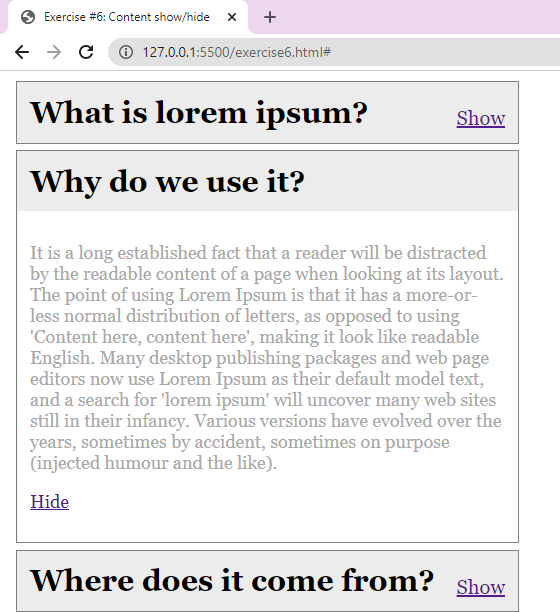 Exercise #6: Content show/hide
127.0.0.1:5500/exercise6.html#
What is lorem ipsum? Show
Why do we use it?
It is a long established fact that a reader will be distracted
by the readable content of a page when looking at its layout.
The point of using Lorem Ipsum is that it has a more-or-
less normal distribution of letters, as opposed to using
'Content here, content here', making it look like readable
English. Many desktop publishing packages and web page
editors now use Lorem Ipsum as their default model text,
and a search for 'lorem ipsum' will uncover many web sites
still in their infancy. Various versions have evolved over the
years, sometimes by accident, sometimes on purpose
(injected humour and the like).
Hide
Where does it come from? Show